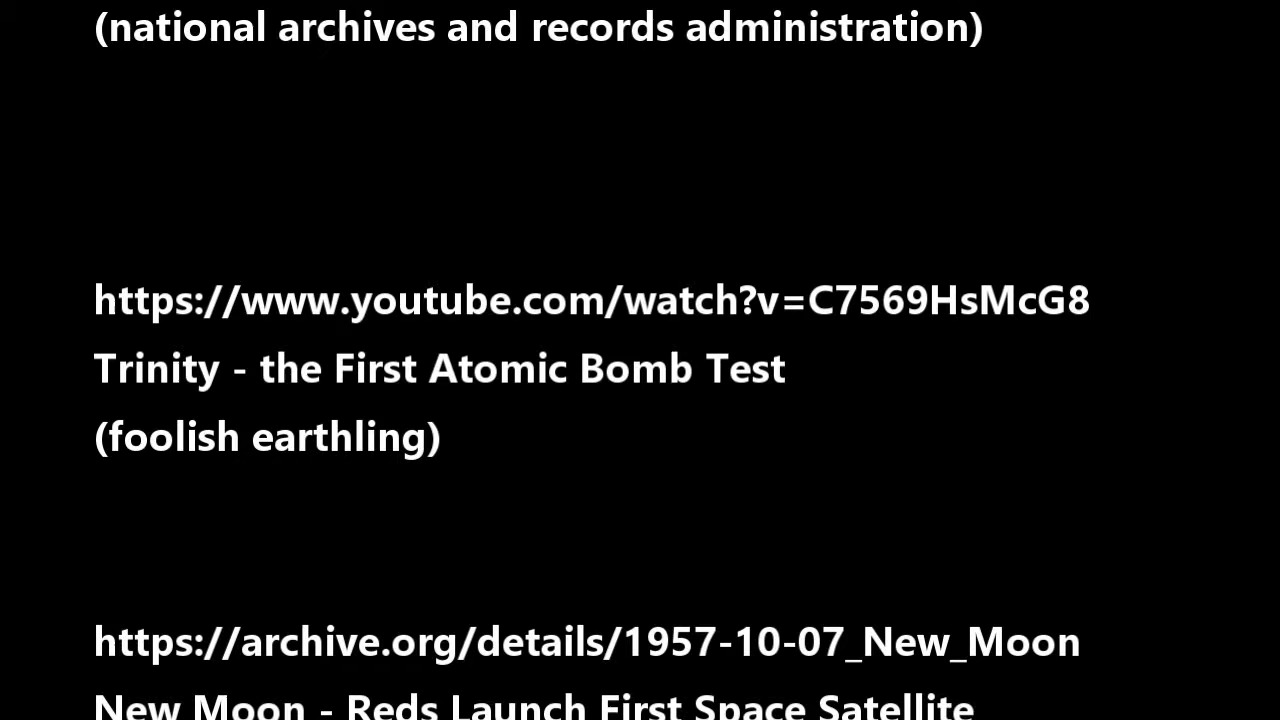 (national archives and records administration)
https://www.youtube.com/watch?v=C7569HsMcG8
Trinity - the First Atomic Bomb Test
(foolish earthling)
https://archive.org/details/1957-10-07_New_Moon
New Moon - Reds Launch First Space Satellite